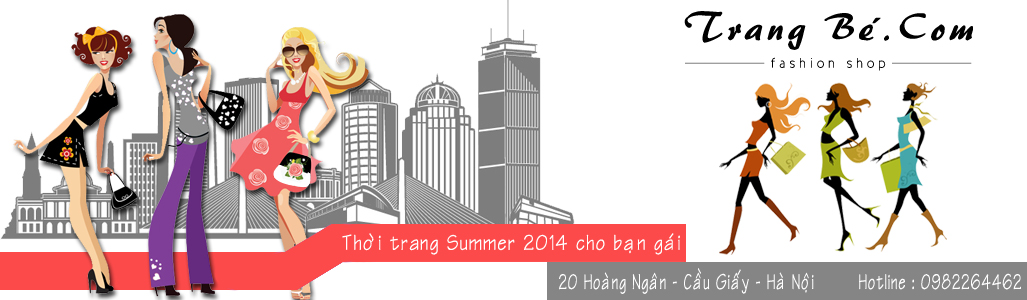 Trang Bé.Com
fashion shop
Thời trang Summer 2014 cho bạn gái
20 Hoàng Ngân - Cầu Giấy - Hà Nội Hotline : 0982264462